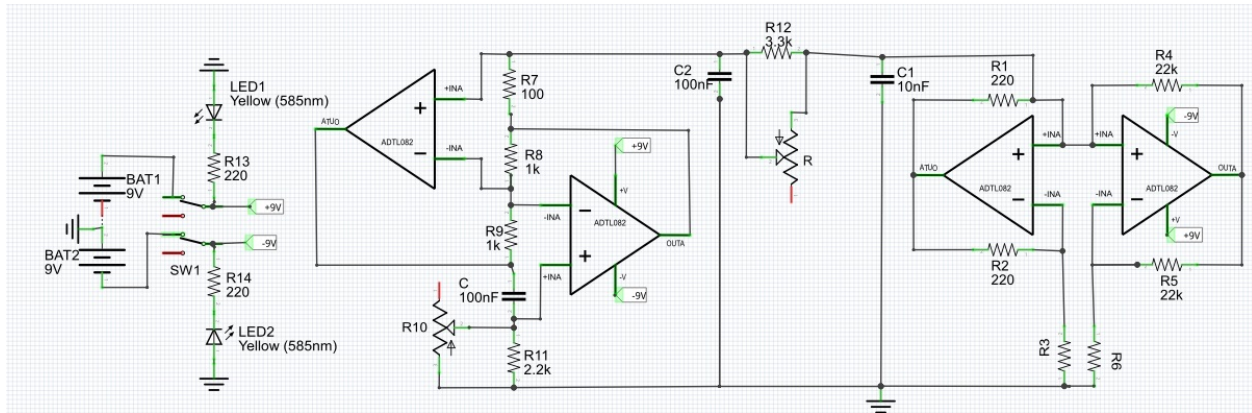 LED1
Yellow (585nm)
R13
220
BAT1
9V
+9V
-9V
BAT2
9V
SW1
R14
220
LED2
Yellow (585nm)
+INA
OUTA
ADTL082
-INA
R7
100
R8
1k
R9
1k
C
100nF
R10
R11
2.2k
+9V
+V
-INA
ADTL082
OUTA
+INA
-V
-9V
C2
100nF
R12
3.3k
R
C1
10nF
R1
220
+INA
OUTA
ADTL082
-INA
R2
220
R3
R4
22k
-9V
-V
+INA
ADTL082
OUTA
-INA
+V
+9V
R5
22k
R6